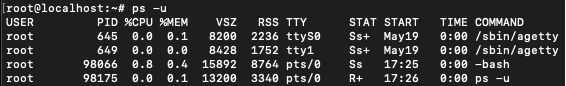 [root@localhost:~# ps -u
USER PID %CPU %MEM VSZ RSS TTY STAT START TIME COMMAND
root 645 0.0 0.1 8200 2236 ttyS0 Ss+ May19 0:00 /sbin/agetty
root 649 0.0 0.0 8428 1752 tty1 Ss+ May19 0:00 /sbin/agetty
root 98066 0.8 0.4 15892 8764 pts/0 Ss 17:25 0:00 -bash
root 98175 0.0 0.1 13200 3340 pts/0 R+ 17:26 0:00 ps -u